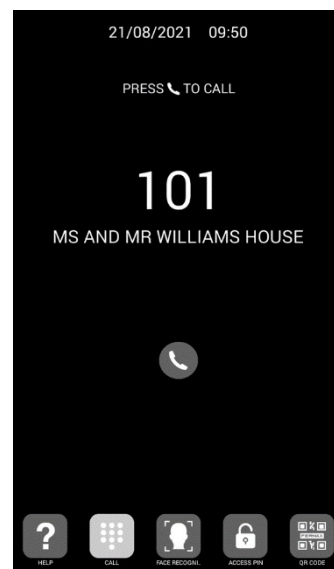 21/08/2021 09:50
PRESS TO CALL
101
MS AND MR WILLIAMS HOUSE
?
HELP
CALL
FACE RECOGNI.
ACCESS PIN
QR CODE